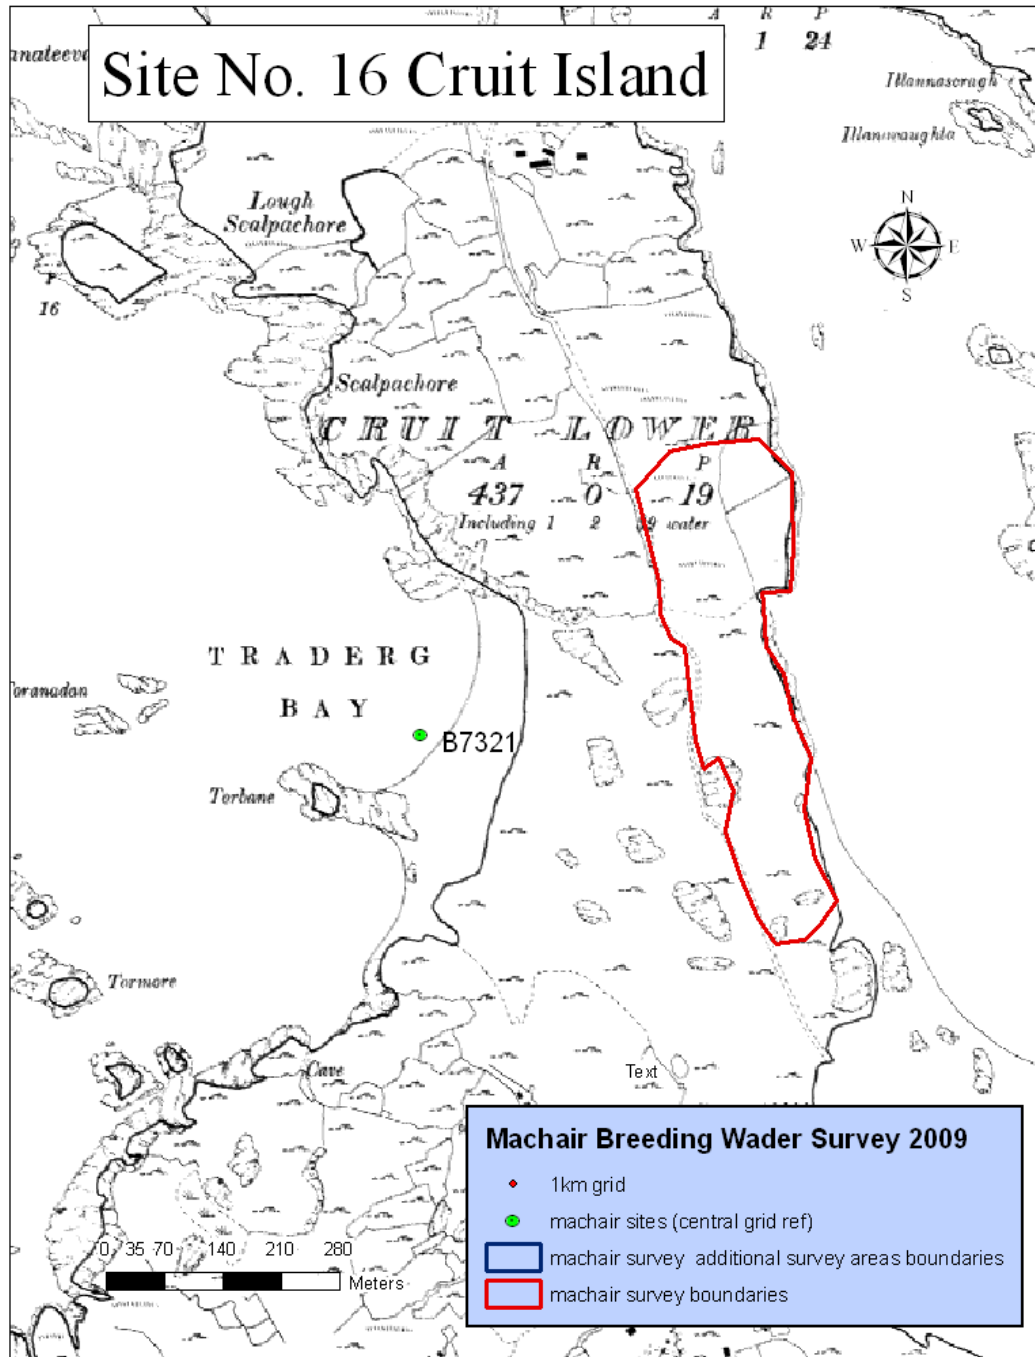 A R P
1 24
Site No. 16 Cruit Island
Illannascragh
Illanwaughla
N
W E
S
Lough
Scalpachore
16
Scalpachore
CRUIT LOWER
A R P
437 0 19
Including 1 2 water
TRADERG
BAY
B7321
Torbane
Tormore
Cave
Text
Machair Breeding Wader Survey 2009
1km grid
machair sites (central grid ref)
machair survey additional survey areas boundaries
machair survey boundaries
0 35 70 140 210 280
Meters